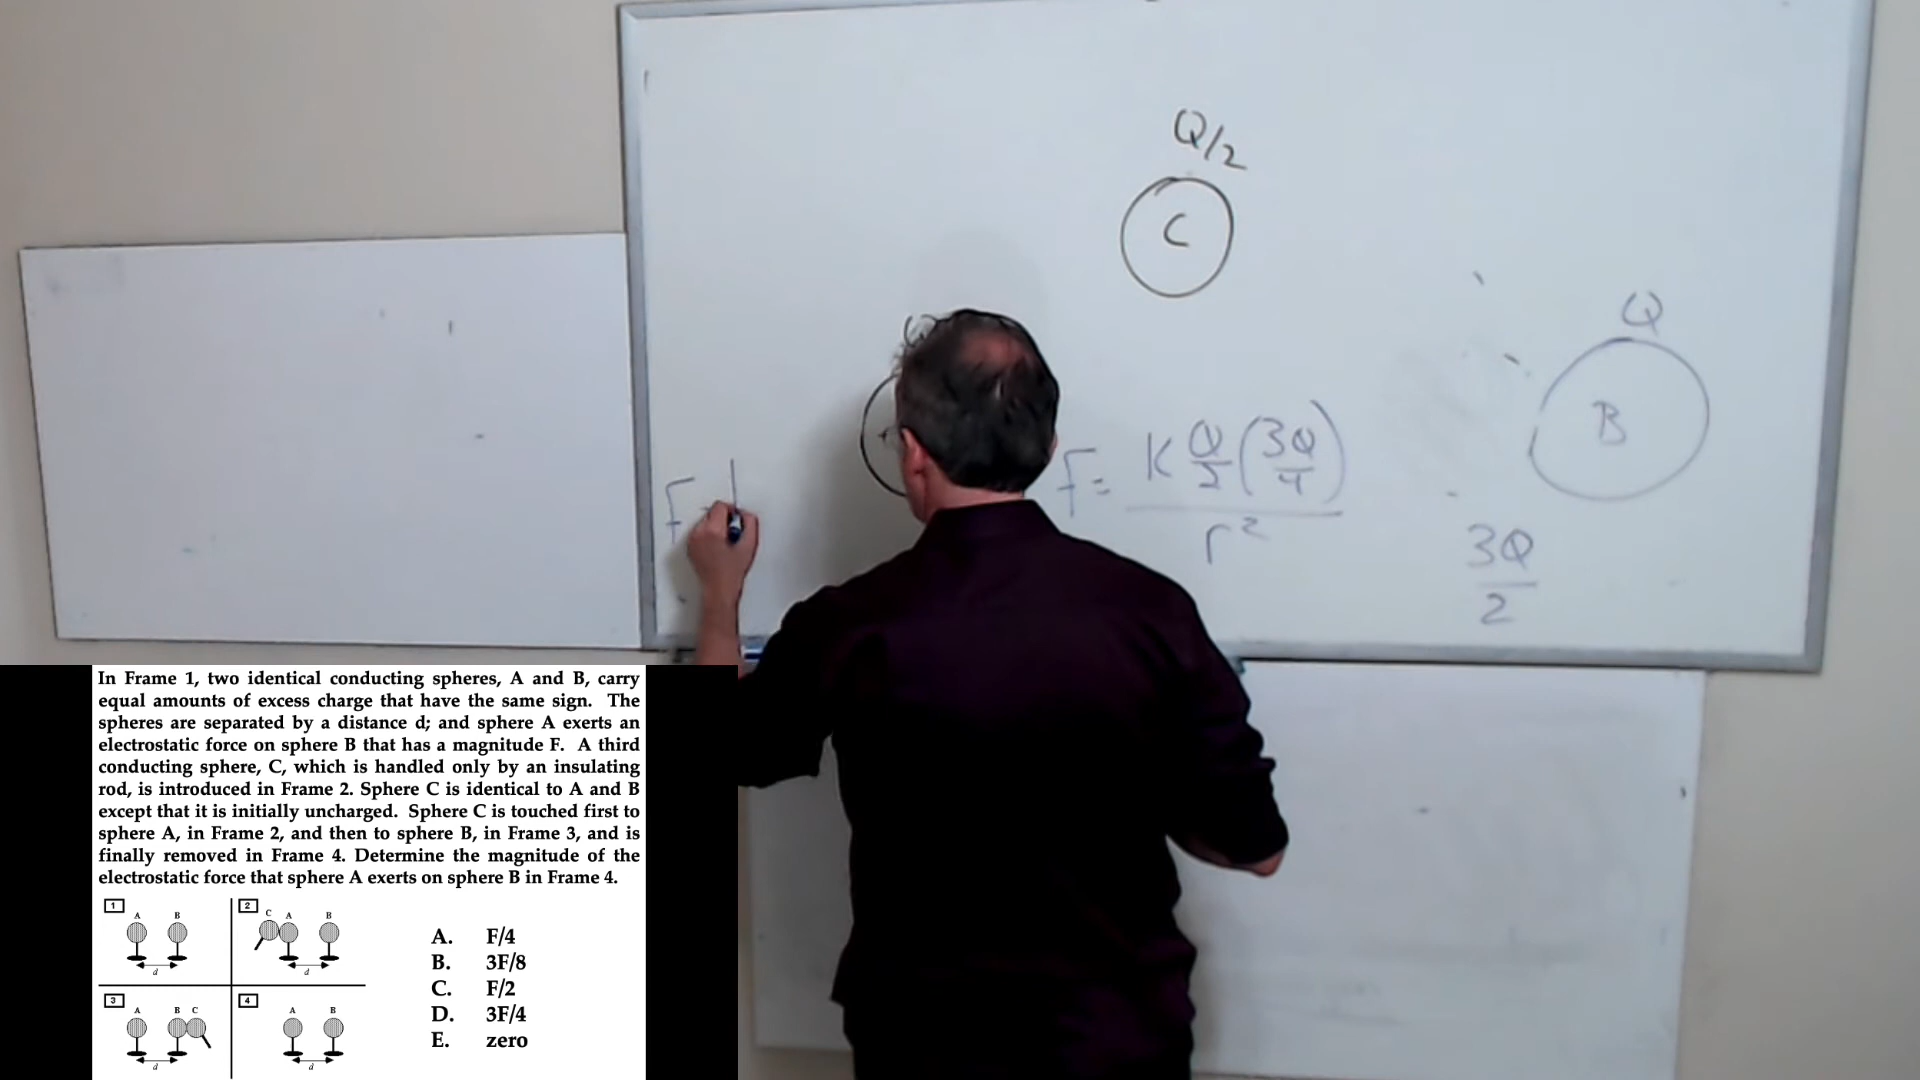 Q/2
C
Q
B
F = K Q/2 (3Q/4) / r²
3Q/2
F
In Frame 1, two identical conducting spheres, A and B, carry
equal amounts of excess charge that have the same sign. The
spheres are separated by a distance d; and sphere A exerts an
electrostatic force on sphere B that has a magnitude F. A third
conducting sphere, C, which is handled only by an insulating
rod, is introduced in Frame 2. Sphere C is identical to A and B
except that it is initially uncharged. Sphere C is touched first to
sphere A, in Frame 2, and then to sphere B, in Frame 3, and is
finally removed in Frame 4. Determine the magnitude of the
electrostatic force that sphere A exerts on sphere B in Frame 4.
1
A B
d
2
C A B
d
3
A B C
d
4
A B
d
A. F/4
B. 3F/8
C. F/2
D. 3F/4
E. zero